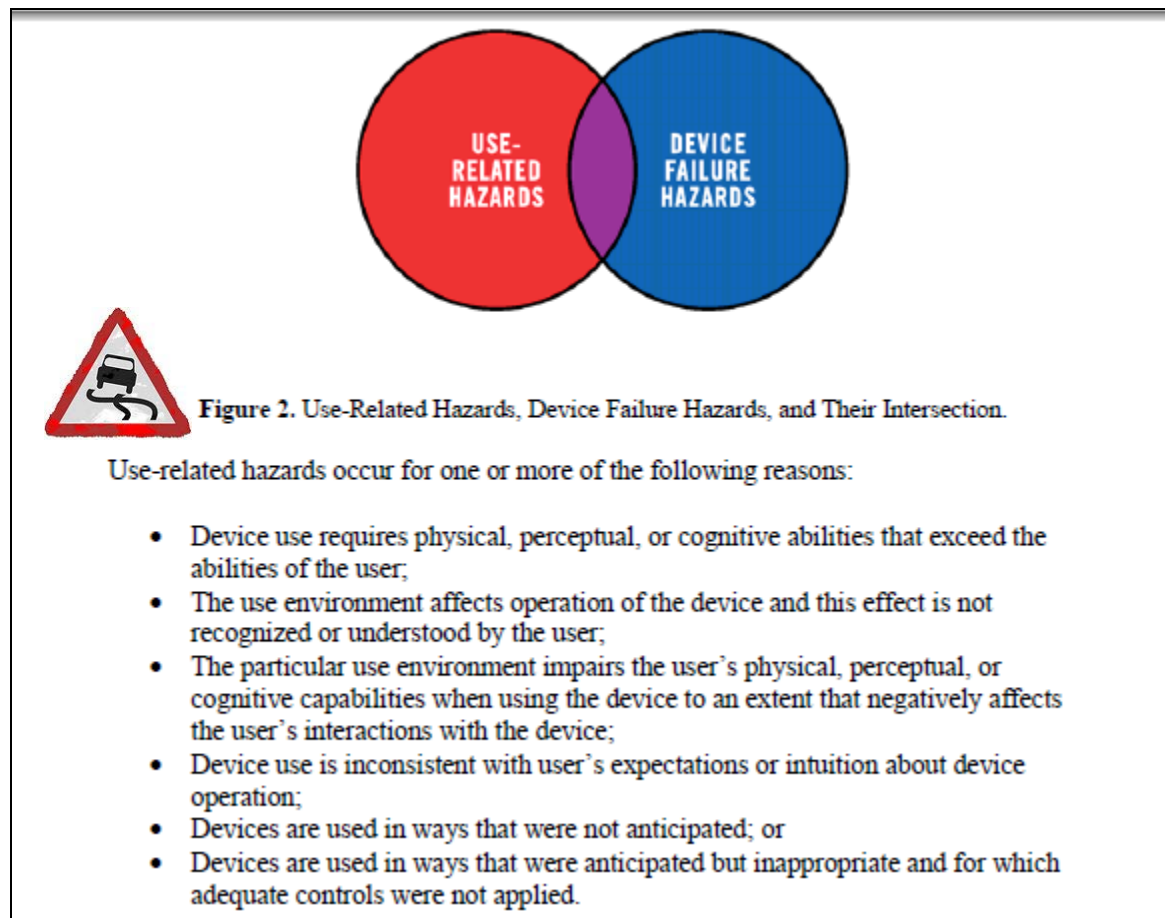 USE-
RELATED
HAZARDS
DEVICE
FAILURE
HAZARDS
Figure 2. Use-Related Hazards, Device Failure Hazards, and Their Intersection.
Use-related hazards occur for one or more of the following reasons:
• Device use requires physical, perceptual, or cognitive abilities that exceed the
abilities of the user;
• The use environment affects operation of the device and this effect is not
recognized or understood by the user;
• The particular use environment impairs the user’s physical, perceptual, or
cognitive capabilities when using the device to an extent that negatively affects
the user’s interactions with the device;
• Device use is inconsistent with user’s expectations or intuition about device
operation;
• Devices are used in ways that were not anticipated; or
• Devices are used in ways that were anticipated but inappropriate and for which
adequate controls were not applied.